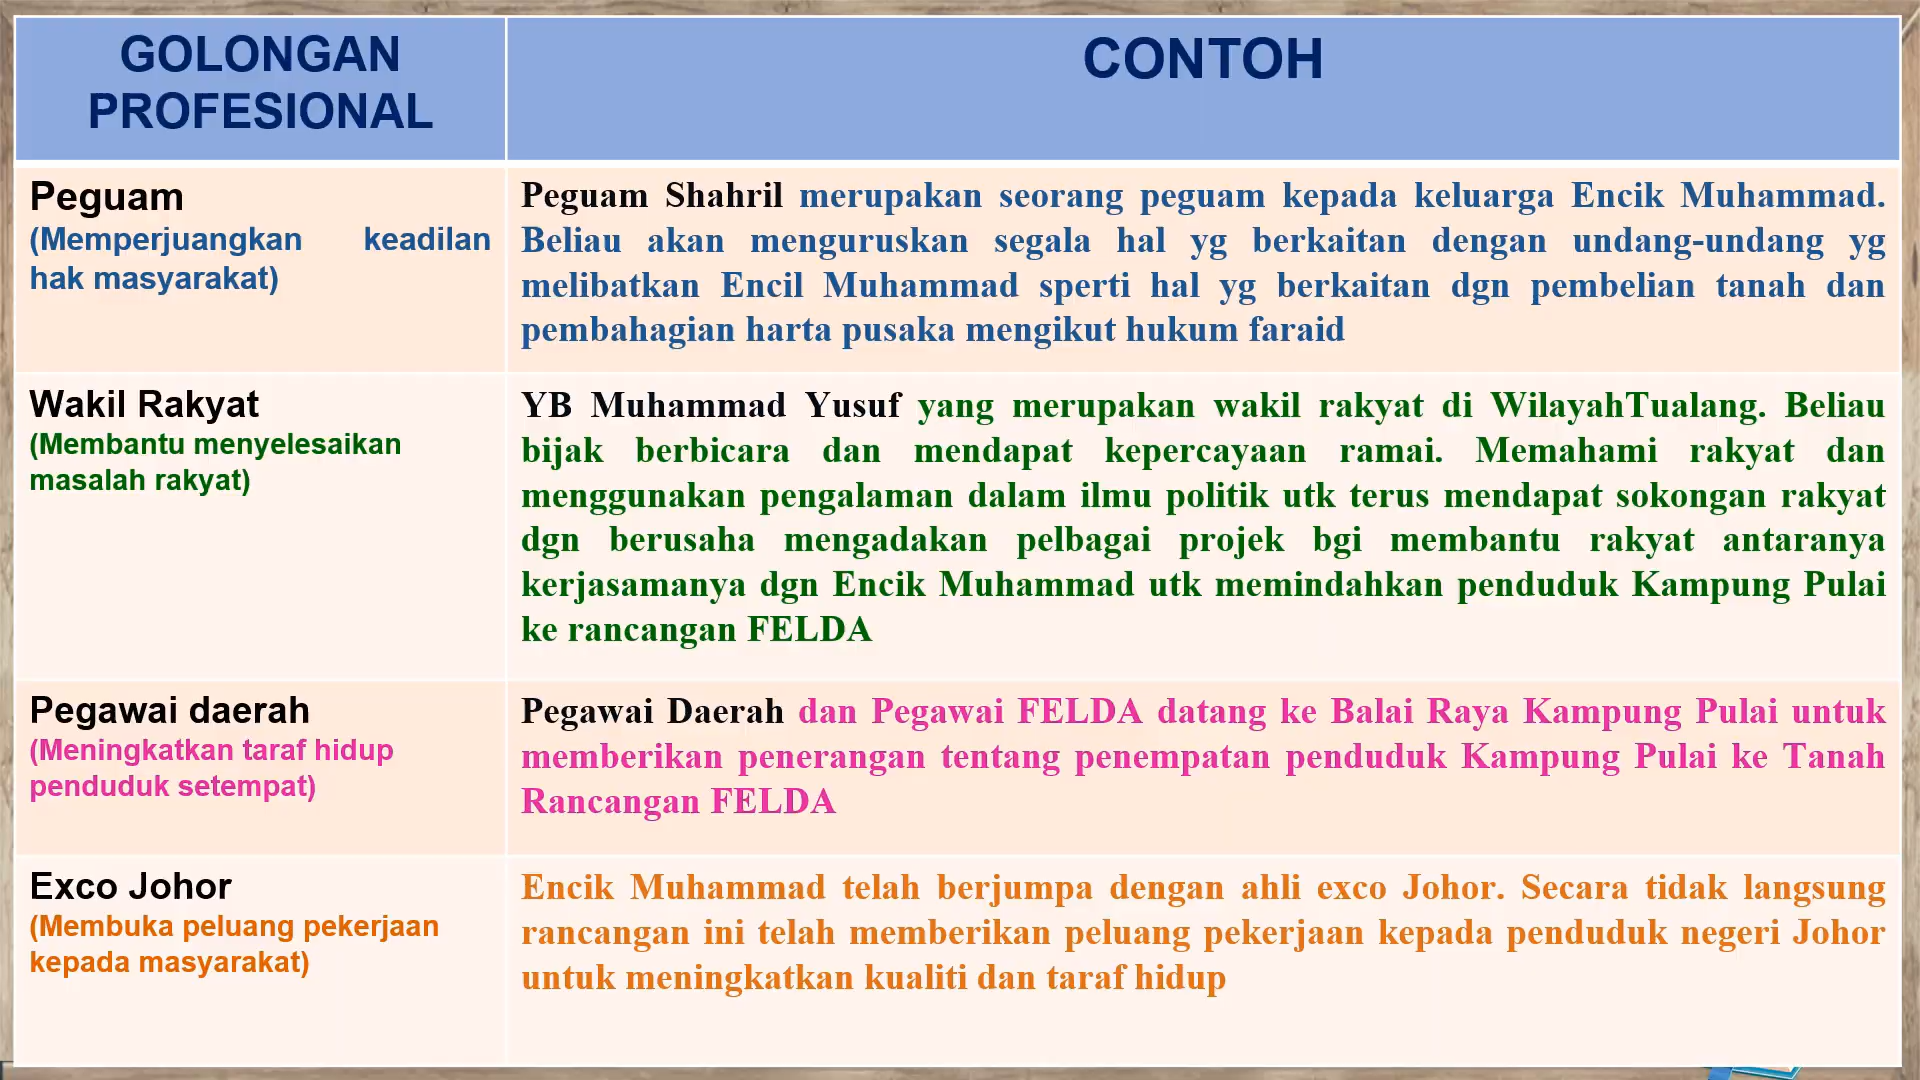 GOLONGAN
PROFESIONAL
CONTOH
Peguam
(Memperjuangkan keadilan
hak masyarakat)
Peguam Shahril merupakan seorang peguam kepada keluarga Encik Muhammad.
Beliau akan menguruskan segala hal yg berkaitan dengan undang-undang yg
melibatkan Encil Muhammad sperti hal yg berkaitan dgn pembelian tanah dan
pembahagian harta pusaka mengikut hukum faraid
Wakil Rakyat
(Membantu menyelesaikan
masalah rakyat)
YB Muhammad Yusuf yang merupakan wakil rakyat di WilayahTualang. Beliau
bijak berbicara dan mendapat kepercayaan ramai. Memahami rakyat dan
menggunakan pengalaman dalam ilmu politik utk terus mendapat sokongan rakyat
dgn berusaha mengadakan pelbagai projek bgi membantu rakyat antaranya
kerjasamanya dgn Encik Muhammad utk memindahkan penduduk Kampung Pulai
ke rancangan FELDA
Pegawai daerah
(Meningkatkan taraf hidup
penduduk setempat)
Pegawai Daerah dan Pegawai FELDA datang ke Balai Raya Kampung Pulai untuk
memberikan penerangan tentang penempatan penduduk Kampung Pulai ke Tanah
Rancangan FELDA
Exco Johor
(Membuka peluang pekerjaan
kepada masyarakat)
Encik Muhammad telah berjumpa dengan ahli exco Johor. Secara tidak langsung
rancangan ini telah memberikan peluang pekerjaan kepada penduduk negeri Johor
untuk meningkatkan kualiti dan taraf hidup